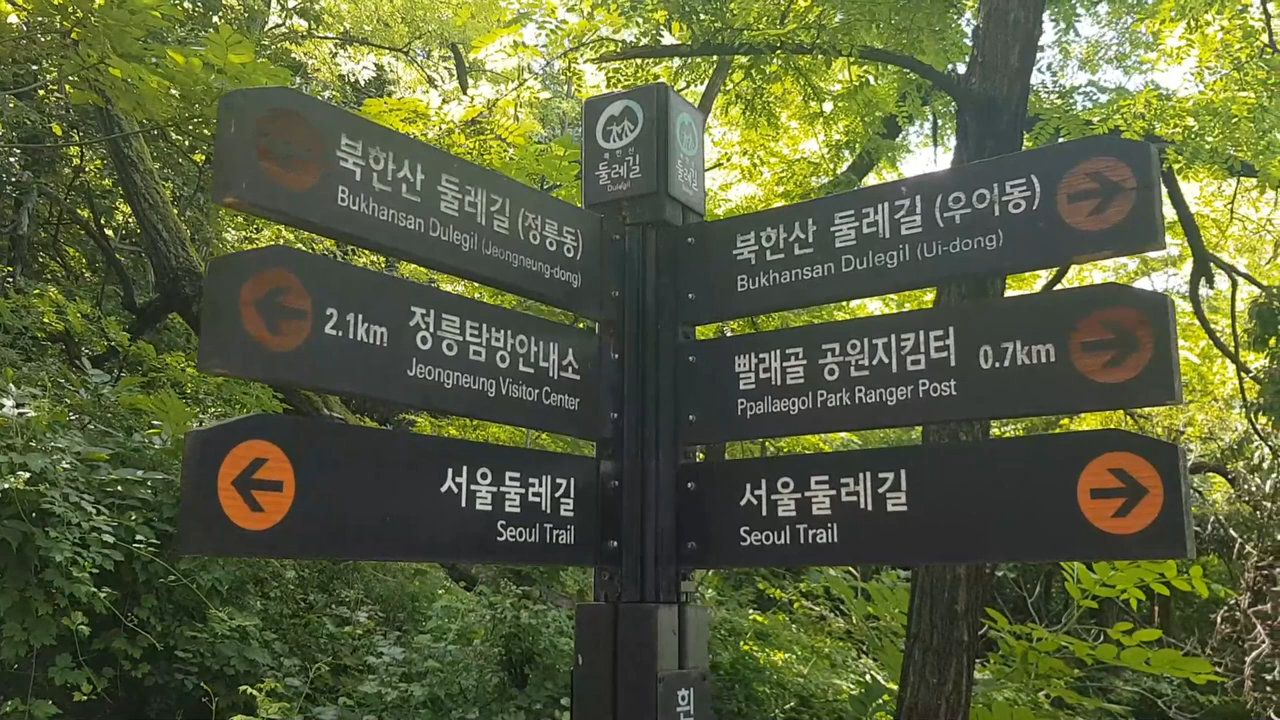 북한산
둘레길
Dulegil
둘레길
북한산 둘레길 (정릉동)
Bukhansan Dulegil (Jeongneung-dong)
2.1km 정릉탐방안내소
Jeongneung Visitor Center
서울둘레길
Seoul Trail
북한산 둘레길 (우이동)
Bukhansan Dulegil (Ui-dong)
빨래골 공원지킴터 0.7km
Ppallaegol Park Ranger Post
서울둘레길
Seoul Trail
흰